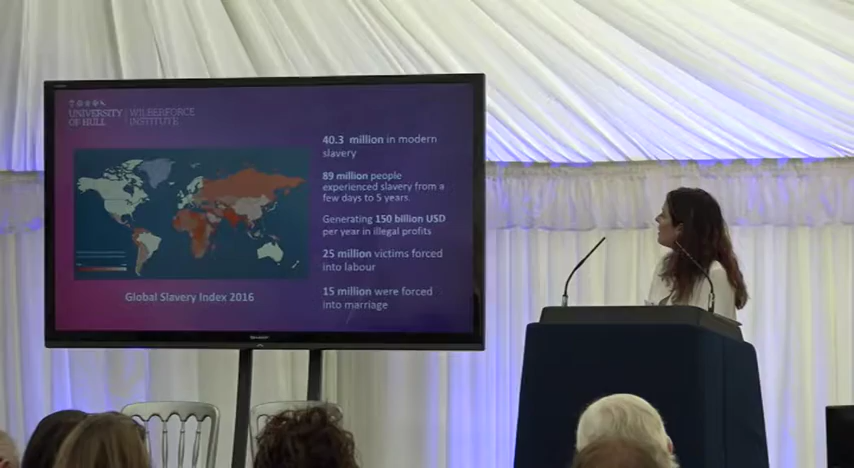 UNIVERSITY
OF HULL
WILBERFORCE
INSTITUTE
40.3 million in modern
slavery
89 million people
experienced slavery from a
few days to 5 years.
Generating 150 billion USD
per year in illegal profits
25 million victims forced
into labour
15 million were forced
into marriage
Global Slavery Index 2016
SHARP